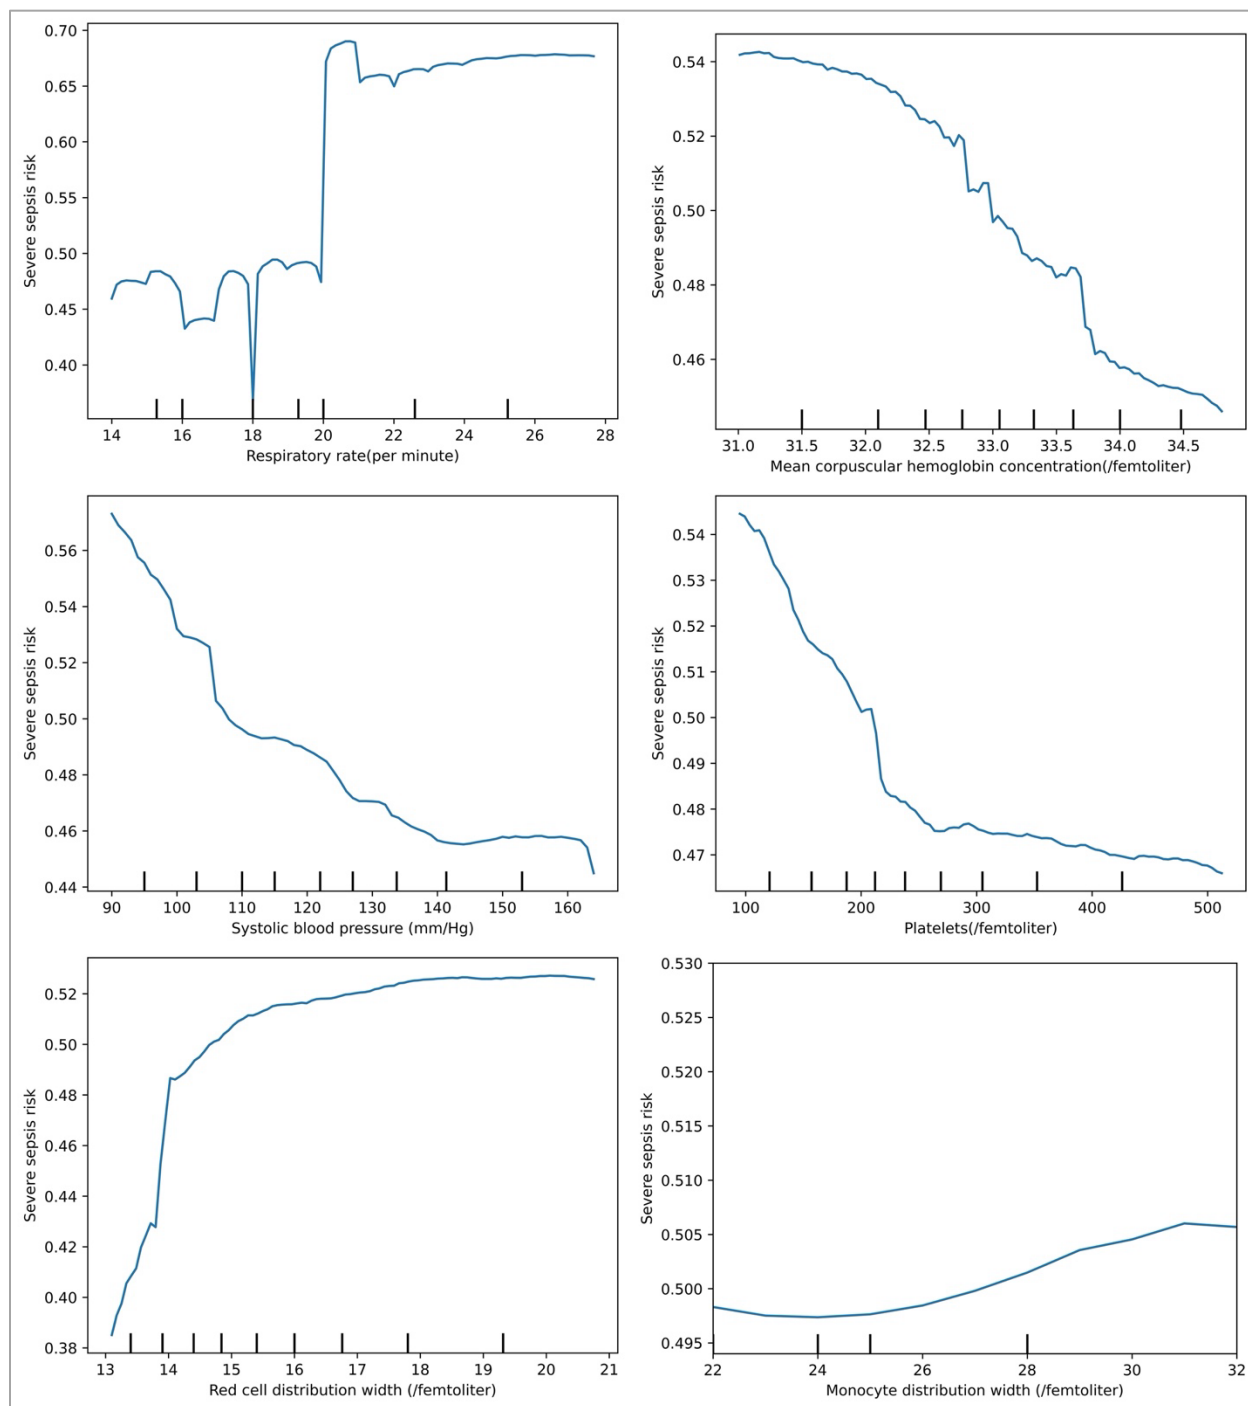 0.70
0.65
0.60
0.55
0.50
0.45
0.40
Severe sepsis risk
14 16 18 20 22 24 26 28
Respiratory rate(per minute)
0.54
0.52
0.50
0.48
0.46
Severe sepsis risk
31.0 31.5 32.0 32.5 33.0 33.5 34.0 34.5
Mean corpuscular hemoglobin concentration(/femtoliter)
0.56
0.54
0.52
0.50
0.48
0.46
0.44
Severe sepsis risk
90 100 110 120 130 140 150 160
Systolic blood pressure (mm/Hg)
0.54
0.53
0.52
0.51
0.50
0.49
0.48
0.47
Severe sepsis risk
100 200 300 400 500
Platelets(/femtoliter)
0.52
0.50
0.48
0.46
0.44
0.42
0.40
0.38
Severe sepsis risk
13 14 15 16 17 18 19 20 21
Red cell distribution width (/femtoliter)
0.530
0.525
0.520
0.515
0.510
0.505
0.500
0.495
Severe sepsis risk
22 24 26 28 30 32
Monocyte distribution width (/femtoliter)